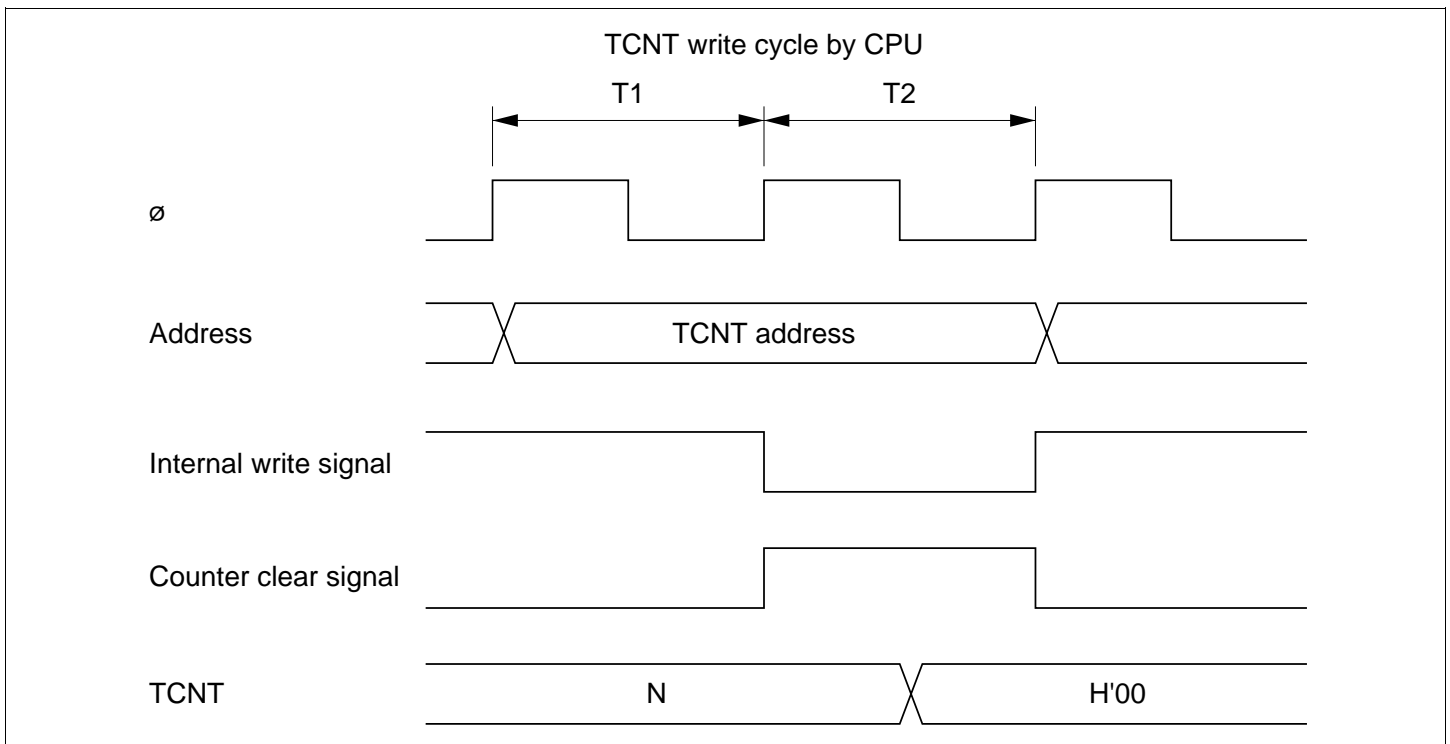 TCNT write cycle by CPU
T1 T2
ø
Address TCNT address
Internal write signal
Counter clear signal
TCNT N H'00